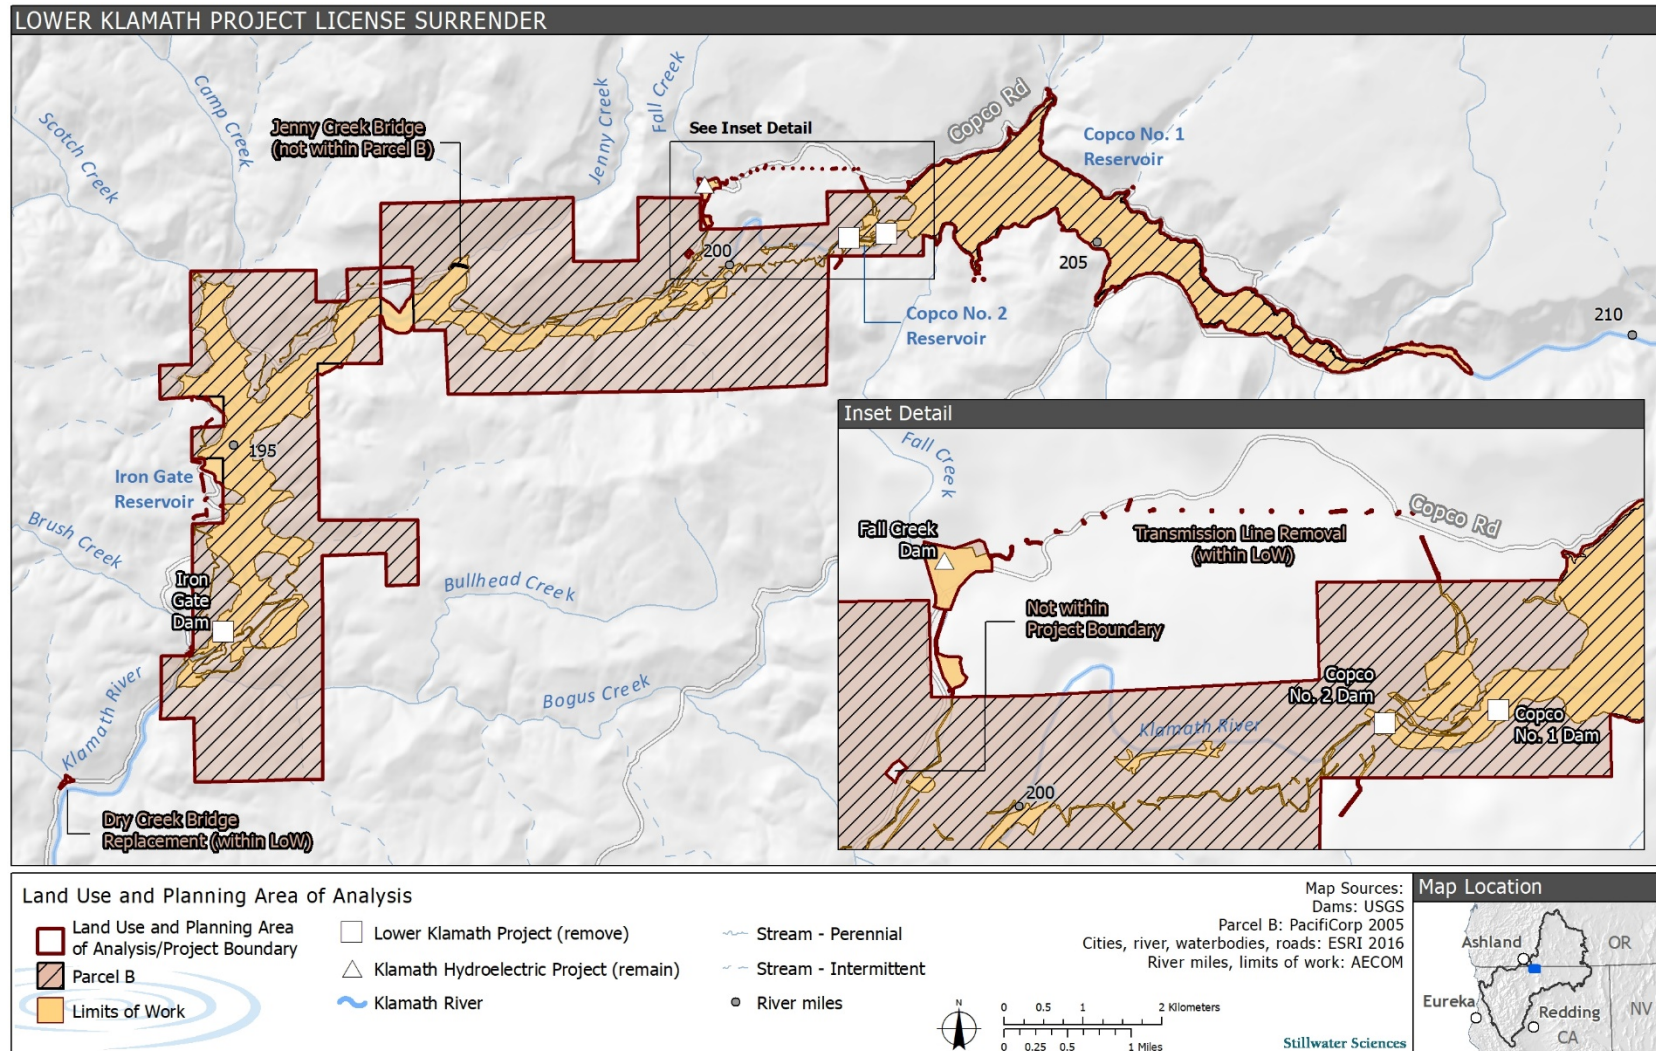 LOWER KLAMATH PROJECT LICENSE SURRENDER
Scotch Creek
Camp Creek
Jenny Creek Bridge
(not within Parcel B)
Jenny Creek
Fall Creek
See Inset Detail
Copco Rd
Copco No. 1
Reservoir
200
205
210
Copco No. 2
Reservoir
195
Iron Gate
Reservoir
Brush Creek
Iron
Gate
Dam
Bullhead Creek
Bogus Creek
Klamath River
Dry Creek Bridge
Replacement (within LoW)
Inset Detail
Fall Creek
Fall Creek
Dam
Copco Rd
Transmission Line Removal
(within LoW)
Not within
Project Boundary
Copco
No. 2 Dam
Klamath River
Copco
No. 1 Dam
200
Land Use and Planning Area of Analysis
Land Use and Planning Area
of Analysis/Project Boundary
Parcel B
Limits of Work
Lower Klamath Project (remove)
Klamath Hydroelectric Project (remain)
Klamath River
Stream - Perennial
Stream - Intermittent
River miles
Map Sources:
Dams: USGS
Parcel B: PacifiCorp 2005
Cities, river, waterbodies, roads: ESRI 2016
River miles, limits of work: AECOM
N
0 0.5 1 2 Kilometers
0 0.25 0.5 1 Miles
Stillwater Sciences
Map Location
Ashland
OR
Eureka
Redding
NV
CA